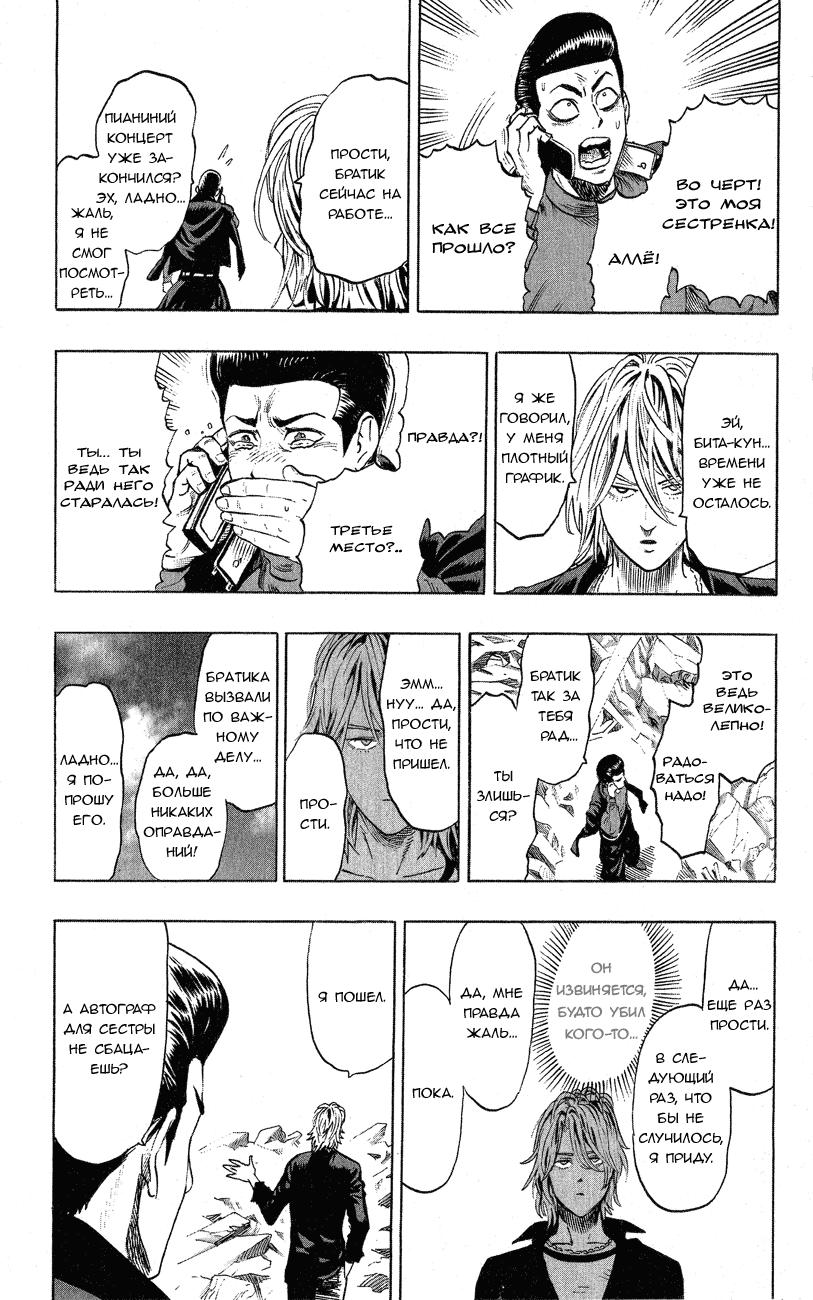 ВО ЧЕРТ!
ЭТО МОЯ
СЕСТРЕНКА!
АЛЛЁ!
КАК ВСЕ
ПРОШЛО?
ПРОСТИ,
БРАТИК
СЕЙЧАС НА
РАБОТЕ...
ПИАНИНИЙ
КОНЦЕРТ
УЖЕ ЗА-
КОНЧИЛСЯ?
ЭХ, ЛАДНО...
ЖАЛЬ,
Я НЕ
СМОГ
ПОСМОТ-
РЕТЬ...
ЭЙ,
БИТА-КУН...
ВРЕМЕНИ
УЖЕ НЕ
ОСТАЛОСЬ.
Я ЖЕ
ГОВОРИЛ,
У МЕНЯ
ПЛОТНЫЙ
ГРАФИК.
ПРАВДА?!
ТРЕТЬЕ
МЕСТО?..
ТЫ... ТЫ
ВЕДЬ ТАК
РАДИ НЕГО
СТАРАЛАСЬ!
ЭТО
ВЕДЬ
ВЕЛИКО-
ЛЕПНО!
РАДО-
ВАТЬСЯ
НАДО!
БРАТИК
ТАК ЗА
ТЕБЯ
РАД...
ТЫ
ЗЛИШЬ-
СЯ?
ЭММ...
НУУ... ДА,
ПРОСТИ,
ЧТО НЕ
ПРИШЕЛ.
ПРО-
СТИ.
БРАТИКА
ВЫЗВАЛИ
ПО ВАЖ-
НОМУ
ДЕЛУ...
ДА, ДА,
БОЛЬШЕ
НИКАКИХ
ОПРАВДА-
НИЙ!
ЛАДНО...
Я ПО-
ПРОШУ
ЕГО.
ДА...
ЕЩЕ РАЗ
ПРОСТИ.
В СЛЕ-
ДУЮЩИЙ
РАЗ, ЧТО
БЫ НЕ
СЛУЧИЛОСЬ,
Я ПРИДУ.
ОН
ИЗВИНЯЕТСЯ,
БУДТО УБИЛ
КОГО-ТО...
ДА, МНЕ
ПРАВДА
ЖАЛЬ...
ПОКА.
Я ПОШЕЛ.
А АВТОГРАФ
ДЛЯ СЕСТРЫ
НЕ СБАЦА-
ЕШЬ?